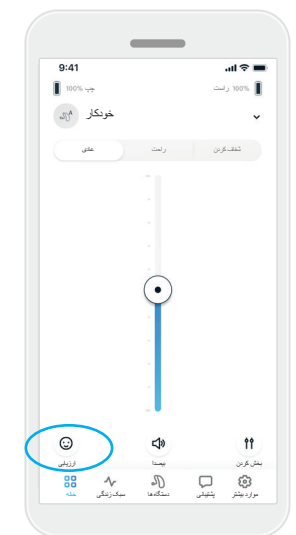 9:41
چپ 100%
راست 100%
خودکار
عادی
راحت
شفاف کردن
ارزیابی
بیصدا
پخش کردن
خانه
سبک زندگی
دستگاه‌ها
پشتیبانی
موارد بیشتر